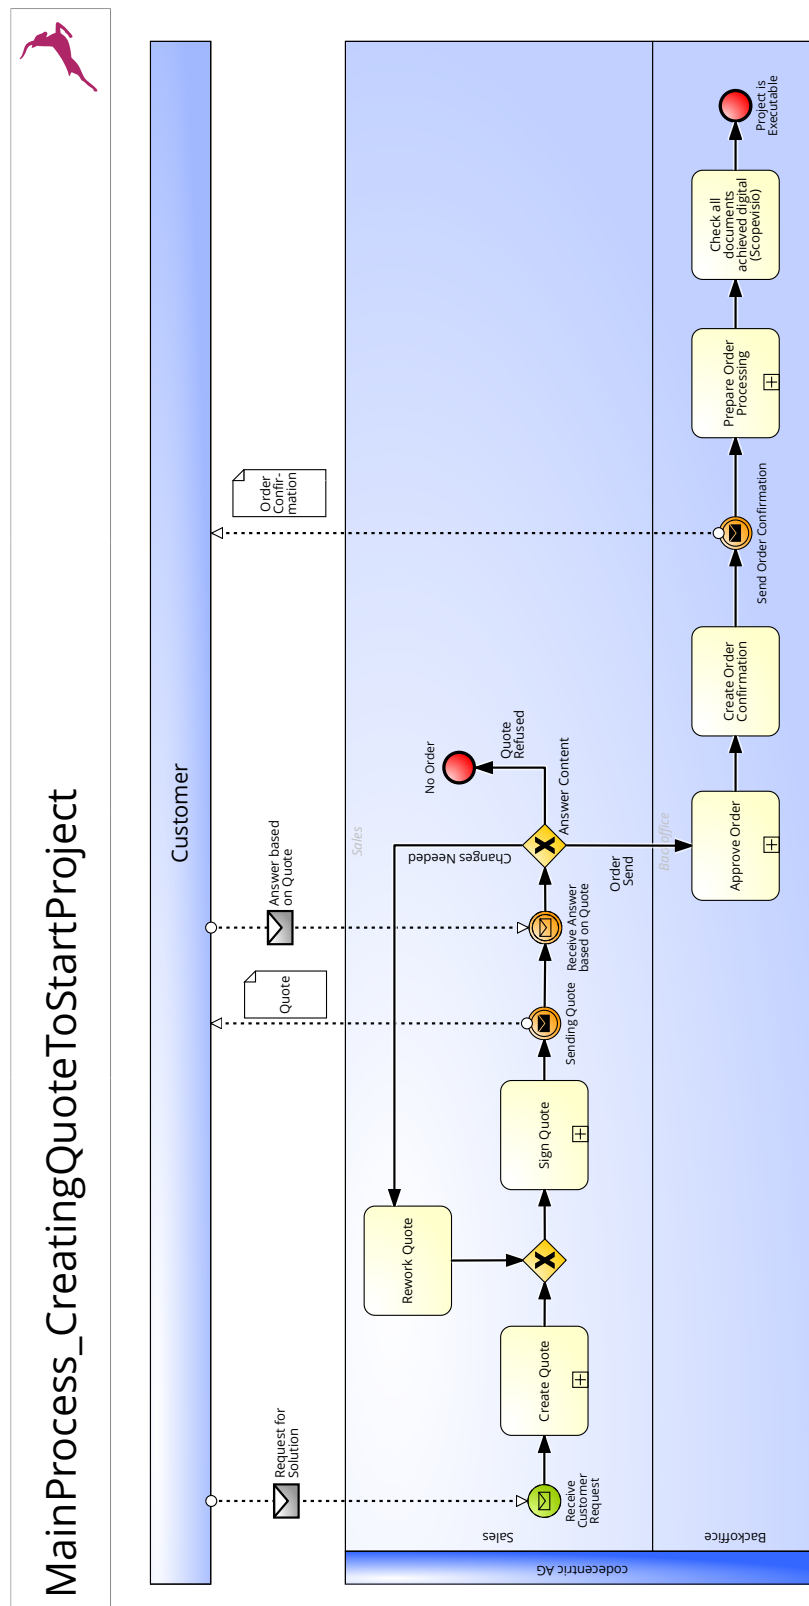 MainProcess_CreatingQuoteToStartProject
Customer
Request for
Solution
Quote
Answer based
on Quote
Order
Confir-
mation
codecentric AG
Sales
Sales
Receive
Customer
Request
Create Quote
Rework Quote
Sign Quote
Sending Quote
Receive Answer
based on Quote
Changes Needed
Answer Content
Quote
Refused
No Order
Order
Send
Backoffice
Backoffice
Approve Order
Create Order
Confirmation
Send Order Confirmation
Prepare Order
Processing
Check all
documents
achieved digital
(Scopevisio)
Project is
Executable